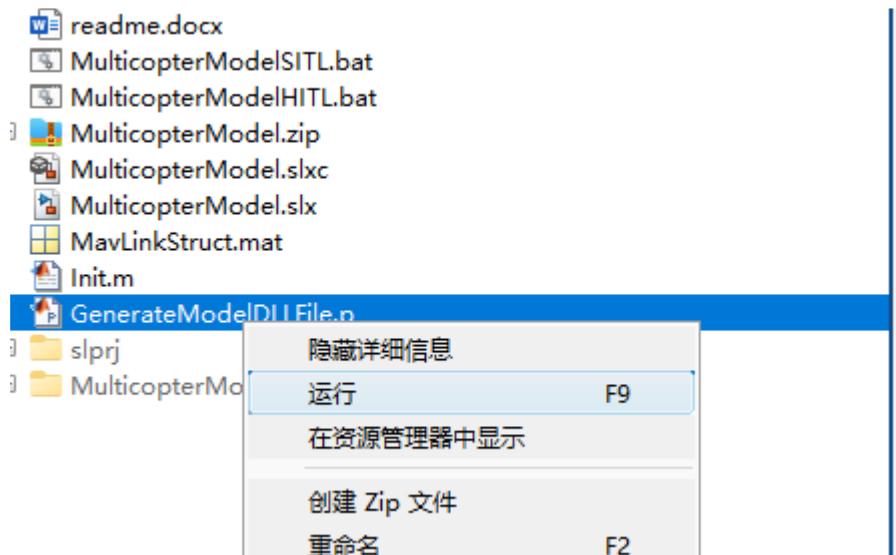 readme.docx
MulticopterModelSITL.bat
MulticopterModelHITL.bat
MulticopterModel.zip
MulticopterModel.slxc
MulticopterModel.slx
MavLinkStruct.mat
Init.m
GenerateModelDLLFile.p
slprj
MulticopterMo
隐藏详细信息
运行 F9
在资源管理器中显示
创建 Zip 文件
重命名 F2